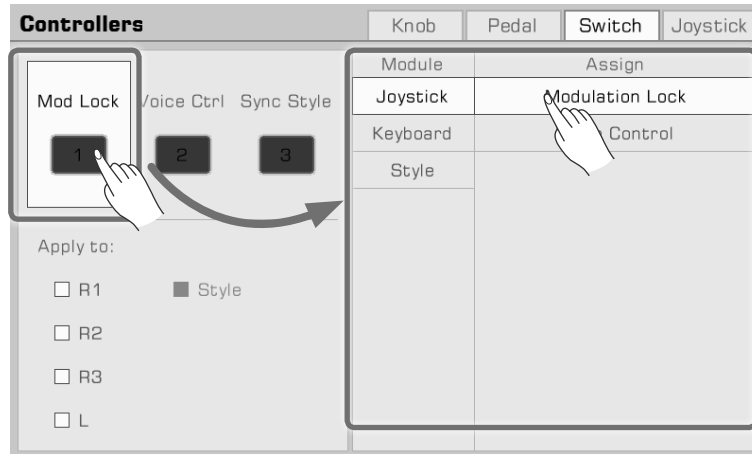 Controllers
Knob Pedal Switch Joystick
Mod Lock Voice Ctrl Sync Style
1 2 3
Apply to:
R1 Style
R2
R3
L
Module Assign
Joystick Modulation Lock
Keyboard Control
Style